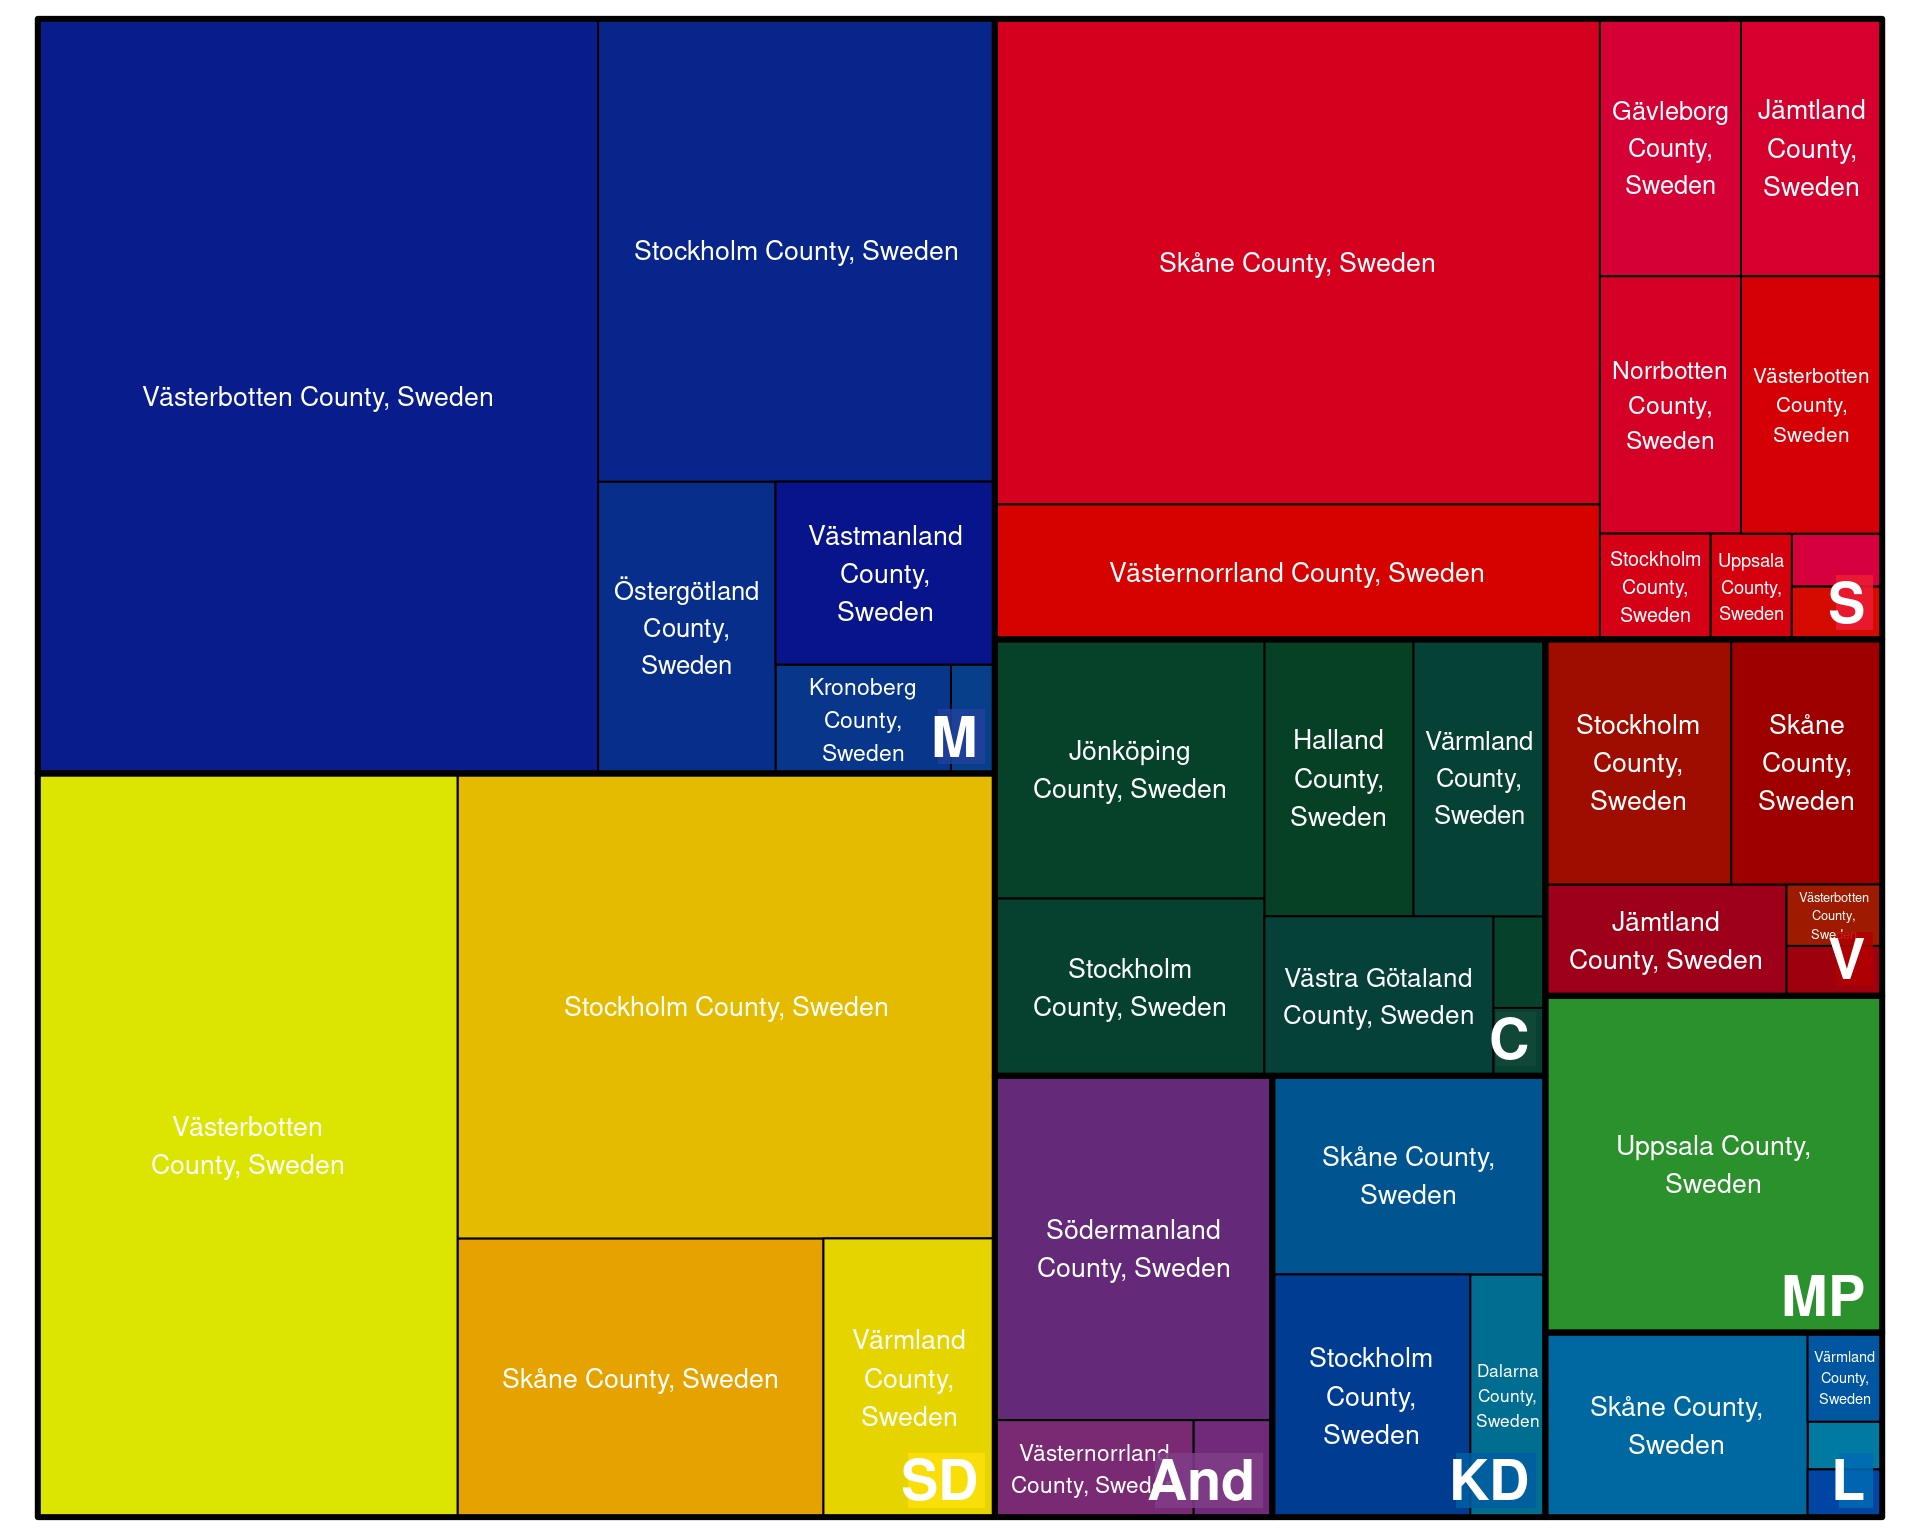 Västerbotten County, Sweden
Stockholm County, Sweden
Östergötland
County,
Sweden
Västmanland
County,
Sweden
Kronoberg
County,
Sweden
M
Västerbotten
County, Sweden
Stockholm County, Sweden
Skåne County, Sweden
Värmland
County,
Sweden
SD
Skåne County, Sweden
Västernorrland County, Sweden
Gävleborg
County,
Sweden
Jämtland
County,
Sweden
Norrbotten
County,
Sweden
Västerbotten
County,
Sweden
Stockholm
County,
Sweden
Uppsala
County,
Sweden
S
Jönköping
County, Sweden
Stockholm
County, Sweden
Halland
County,
Sweden
Värmland
County,
Sweden
Västra Götaland
County, Sweden
C
Stockholm
County,
Sweden
Skåne
County,
Sweden
Jämtland
County, Sweden
Västerbotten
County,
Sweden
V
Södermanland
County, Sweden
Västernorrland
County, Sweden
And
Skåne County,
Sweden
Stockholm
County,
Sweden
Dalarna
County,
Sweden
KD
Uppsala County,
Sweden
MP
Skåne County,
Sweden
Värmland
County,
Sweden
L